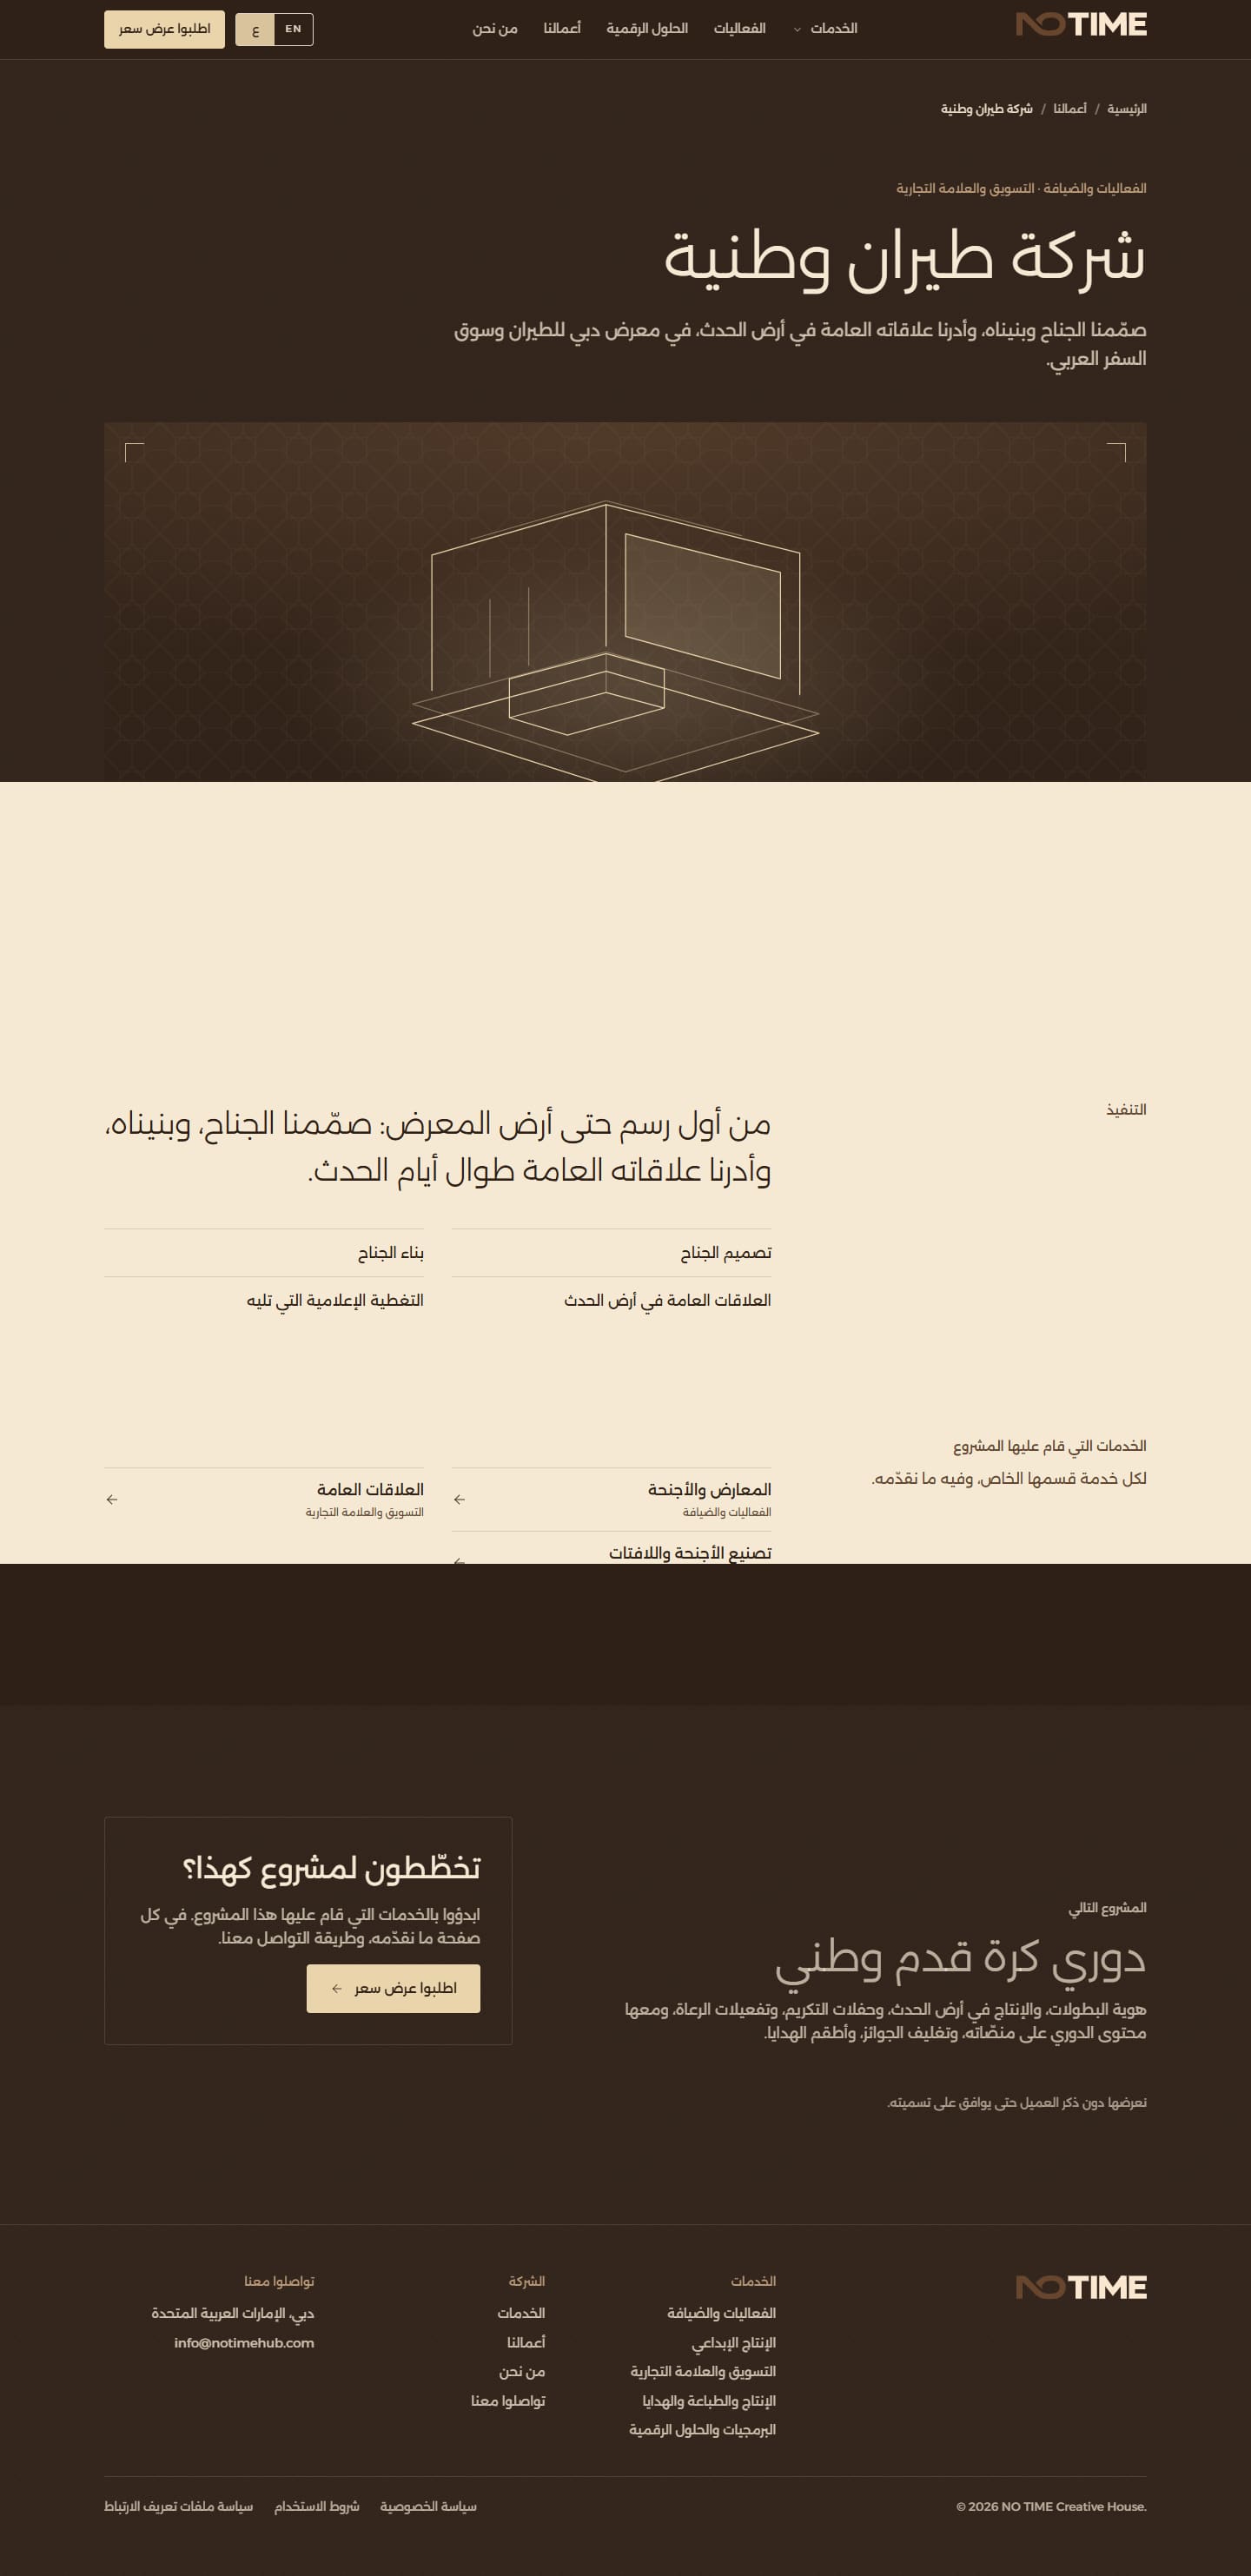 NO TIME
الخدمات
الفعاليات
الحلول الرقمية
أعمالنا
من نحن
EN
ع
اطلبوا عرض سعر
الرئيسية / أعمالنا / شركة طيران وطنية
الفعاليات والضيافة · التسويق والعلامة التجارية
شركة طيران وطنية
صمّمنا الجناح وبنيناه، وأدرنا علاقاته العامة في أرض الحدث، في معرض دبي للطيران وسوق
السفر العربي.
التنفيذ
من أول رسم حتى أرض المعرض: صمّمنا الجناح، وبنيناه،
وأدرنا علاقاته العامة طوال أيام الحدث.
تصميم الجناح
بناء الجناح
العلاقات العامة في أرض الحدث
التغطية الإعلامية التي تليه
الخدمات التي قام عليها المشروع
لكل خدمة قسمها الخاص، وفيه ما نقدّمه.
المعارض والأجنحة
الفعاليات والضيافة
العلاقات العامة
التسويق والعلامة التجارية
تصنيع الأجنحة واللافتات
المشروع التالي
دوري كرة قدم وطني
هوية البطولات، والإنتاج في أرض الحدث، وحفلات التكريم، وتفعيلات الرعاة، ومعها
محتوى الدوري على منصّاته، وتغليف الجوائز، وأطقم الهدايا.
نعرضها دون ذكر العميل حتى يوافق على تسميته.
تخطّطون لمشروع كهذا؟
ابدؤوا بالخدمات التي قام عليها هذا المشروع. في كل
صفحة ما نقدّمه، وطريقة التواصل معنا.
اطلبوا عرض سعر
NO TIME
الخدمات
الفعاليات والضيافة
الإنتاج الإبداعي
التسويق والعلامة التجارية
الإنتاج والطباعة والهدايا
البرمجيات والحلول الرقمية
الشركة
الخدمات
أعمالنا
من نحن
تواصلوا معنا
تواصلوا معنا
دبي، الإمارات العربية المتحدة
info@notimehub.com
© 2026 NO TIME Creative House.
سياسة الخصوصية
شروط الاستخدام
سياسة ملفات تعريف الارتباط